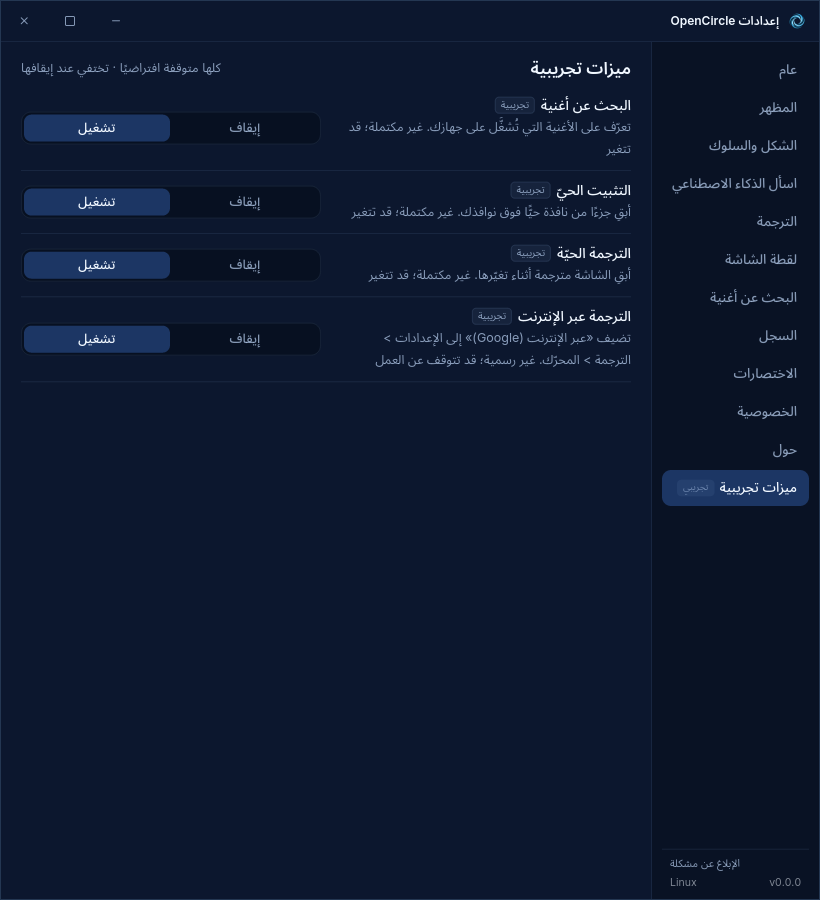 إعدادات OpenCircle
عام
المظهر
الشكل والسلوك
اسأل الذكاء الاصطناعي
الترجمة
لقطة الشاشة
البحث عن أغنية
السجل
الاختصارات
الخصوصية
حول
ميزات تجريبية تجريبي
الإبلاغ عن مشكلة
v0.0.0 Linux
ميزات تجريبية
كلها متوقفة افتراضيًا · تختفي عند إيقافها
البحث عن أغنية تجريبية
تعرّف على الأغنية التي تُشغَّل على جهازك. غير مكتملة؛ قد
تتغير
إيقاف تشغيل
التثبيت الحيّ تجريبية
أبقِ جزءًا من نافذة حيًّا فوق نوافذك. غير مكتملة؛ قد تتغير
إيقاف تشغيل
الترجمة الحيّة تجريبية
أبقِ الشاشة مترجمة أثناء تغيّرها. غير مكتملة؛ قد تتغير
إيقاف تشغيل
الترجمة عبر الإنترنت تجريبية
تضيف «عبر الإنترنت (Google)» إلى الإعدادات >
الترجمة > المحرّك. غير رسمية؛ قد تتوقف عن العمل
إيقاف تشغيل